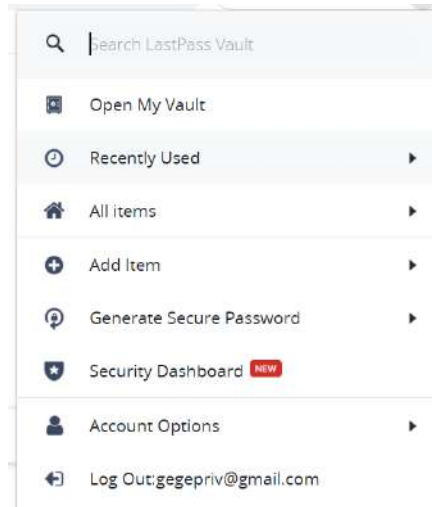 Search LastPass Vault
Open My Vault
Recently Used
All items
Add Item
Generate Secure Password
Security Dashboard NEW
Account Options
Log Out:gegepriv@gmail.com